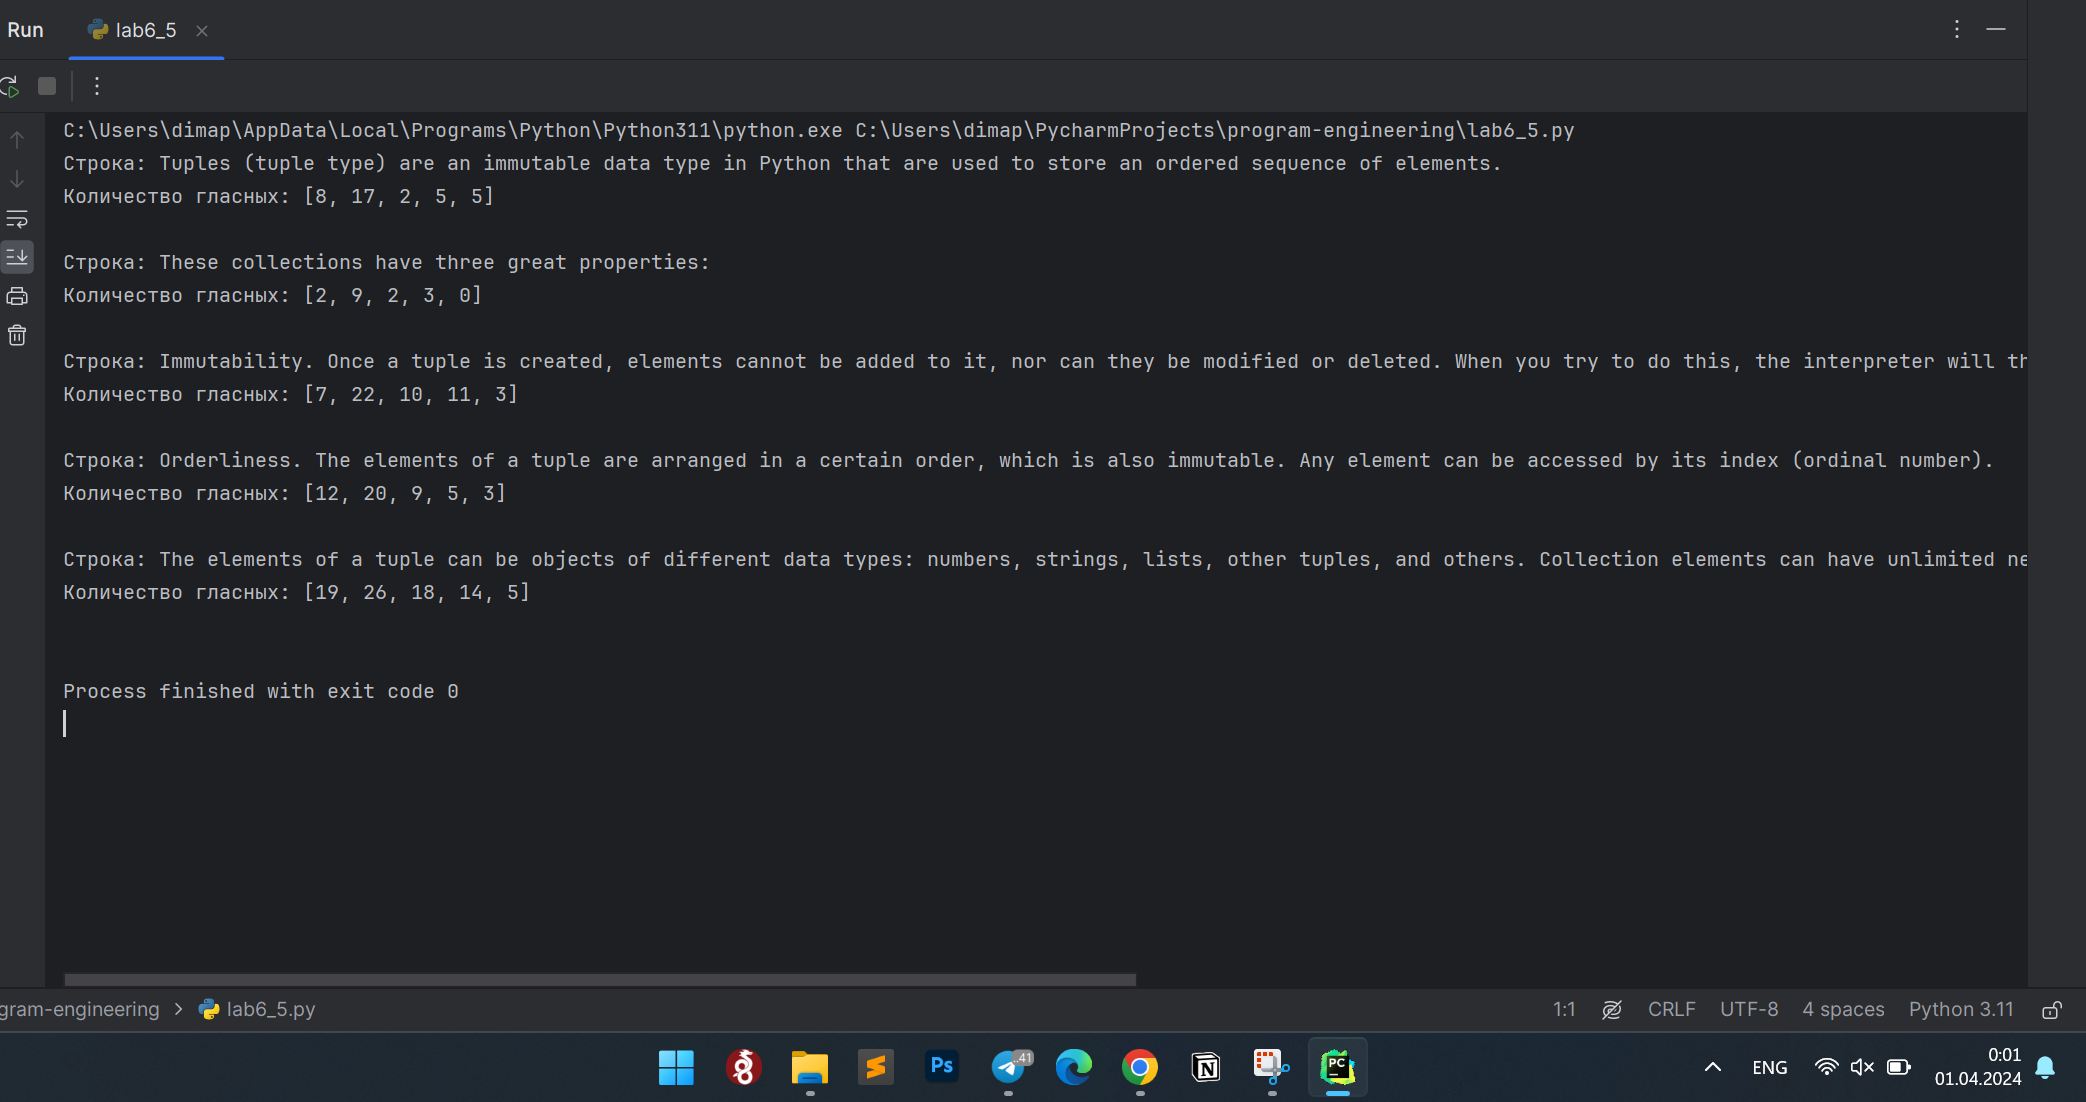 Run lab6_5
C:\Users\dimap\AppData\Local\Programs\Python\Python311\python.exe C:\Users\dimap\PycharmProjects\program-engineering\lab6_5.py
Строка: Tuples (tuple type) are an immutable data type in Python that are used to store an ordered sequence of elements.
Количество гласных: [8, 17, 2, 5, 5]
Строка: These collections have three great properties:
Количество гласных: [2, 9, 2, 3, 0]
Строка: Immutability. Once a tuple is created, elements cannot be added to it, nor can they be modified or deleted. When you try to do this, the interpreter will th
Количество гласных: [7, 22, 10, 11, 3]
Строка: Orderliness. The elements of a tuple are arranged in a certain order, which is also immutable. Any element can be accessed by its index (ordinal number).
Количество гласных: [12, 20, 9, 5, 3]
Строка: The elements of a tuple can be objects of different data types: numbers, strings, lists, other tuples, and others. Collection elements can have unlimited ne
Количество гласных: [19, 26, 18, 14, 5]
Process finished with exit code 0
gram-engineering > lab6_5.py 1:1 CRLF UTF-8 4 spaces Python 3.11
Ps ..41 N PC ENG 0:01
01.04.2024